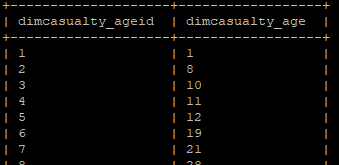 +--------------------+-------------------+
| dimcasualty_ageid | dimcasualty_age |
+--------------------+-------------------+
| 1 | 1 |
| 2 | 8 |
| 3 | 10 |
| 4 | 11 |
| 5 | 12 |
| 6 | 19 |
| 7 | 21 |